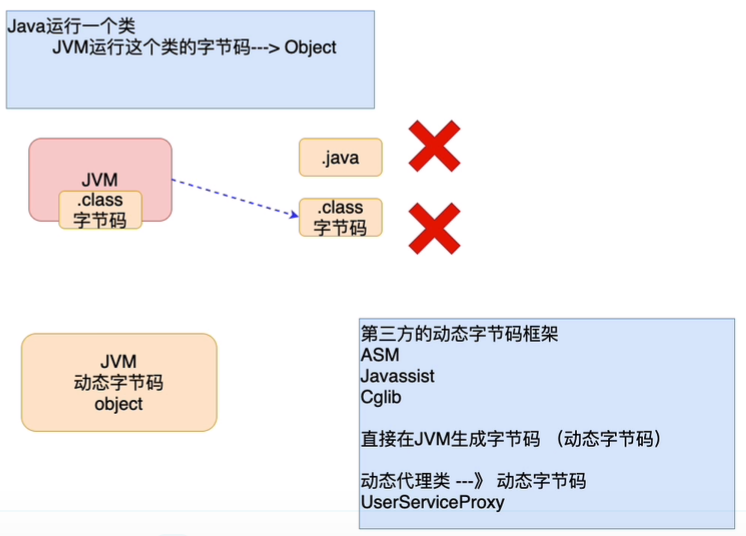 Java运行一个类
JVM运行这个类的字节码---> Object
JVM
.class
字节码
.java
.class
字节码
JVM
动态字节码
object
第三方的动态字节码框架
ASM
Javassist
Cglib
直接在JVM生成字节码 （动态字节码）
动态代理类 ---》 动态字节码
UserServiceProxy